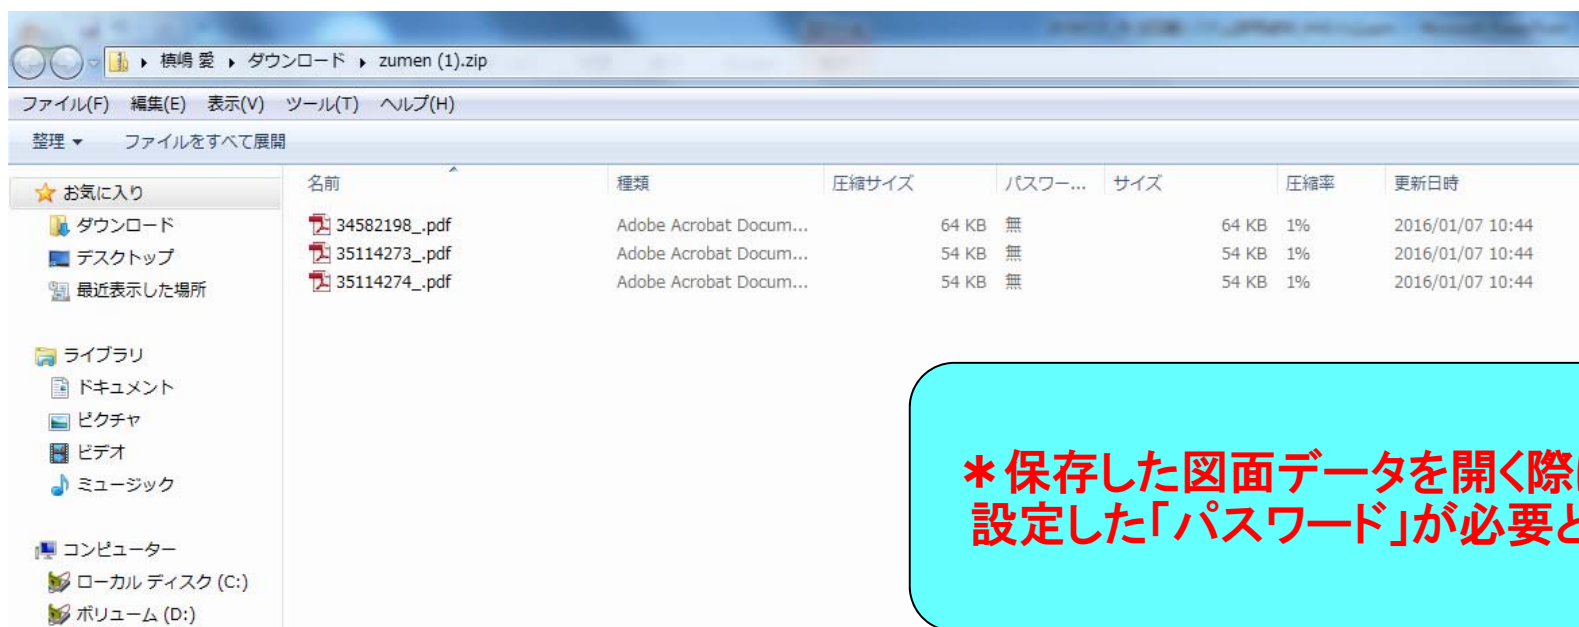 槙嶋 愛 ▸ ダウンロード ▸ zumen (1).zip
ファイル(F) 編集(E) 表示(V) ツール(T) ヘルプ(H)
整理 ファイルをすべて展開
名前 種類 圧縮サイズ パスワー... サイズ 圧縮率 更新日時
お気に入り
ダウンロード
デスクトップ
最近表示した場所
ライブラリ
ドキュメント
ピクチャ
ビデオ
ミュージック
コンピューター
ローカル ディスク (C:)
ボリューム (D:)
34582198_.pdf Adobe Acrobat Docum... 64 KB 無 64 KB 1% 2016/01/07 10:44
35114273_.pdf Adobe Acrobat Docum... 54 KB 無 54 KB 1% 2016/01/07 10:44
35114274_.pdf Adobe Acrobat Docum... 54 KB 無 54 KB 1% 2016/01/07 10:44
＊保存した図面データを開く際
設定した「パスワード」が必要と